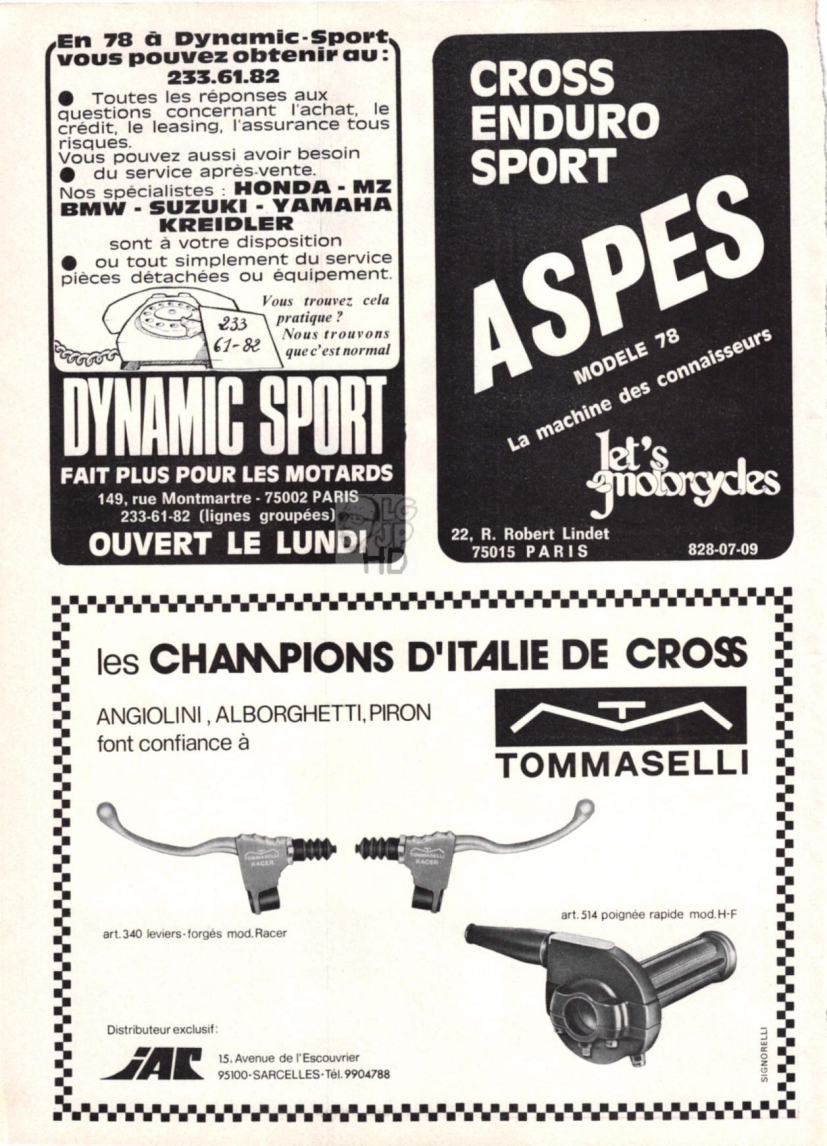 En 78 à Dynamic-Sport,
vous pouvez obtenir au :
233.61.82
● Toutes les réponses aux
questions concernant l'achat, le
crédit, le leasing, l'assurance tous
risques.
Vous pouvez aussi avoir besoin
● du service après-vente.
Nos spécialistes : HONDA - MZ
BMW - SUZUKI - YAMAHA
KREIDLER
sont à votre disposition
● ou tout simplement du service
pièces détachées ou équipement.
Vous trouvez cela
pratique ?
Nous trouvons
que c'est normal
233
61-82
DYNAMIC SPORT
FAIT PLUS POUR LES MOTARDS
149, rue Montmartre - 75002 PARIS
233-61-82 (lignes groupées)
OUVERT LE LUNDI
LG
JP
HD
CROSS
ENDURO
SPORT
ASPES
MODELE 78
La machine des connaisseurs
let's
motorcycles
22, R. Robert Lindet
75015 PARIS
828-07-09
les CHAMPIONS D'ITALIE DE CROSS
ANGIOLINI, ALBORGHETTI, PIRON
font confiance à
TOMMASELLI
TOMMASELLI
RACER
TOMMASELLI
RACER
art. 340 leviers-forgés mod. Racer
art. 514 poignée rapide mod. H-F
Distributeur exclusif :
JAC
15, Avenue de l'Escouvrier
95100-SARCELLES-Tél. 9904788
SIGNORELLI